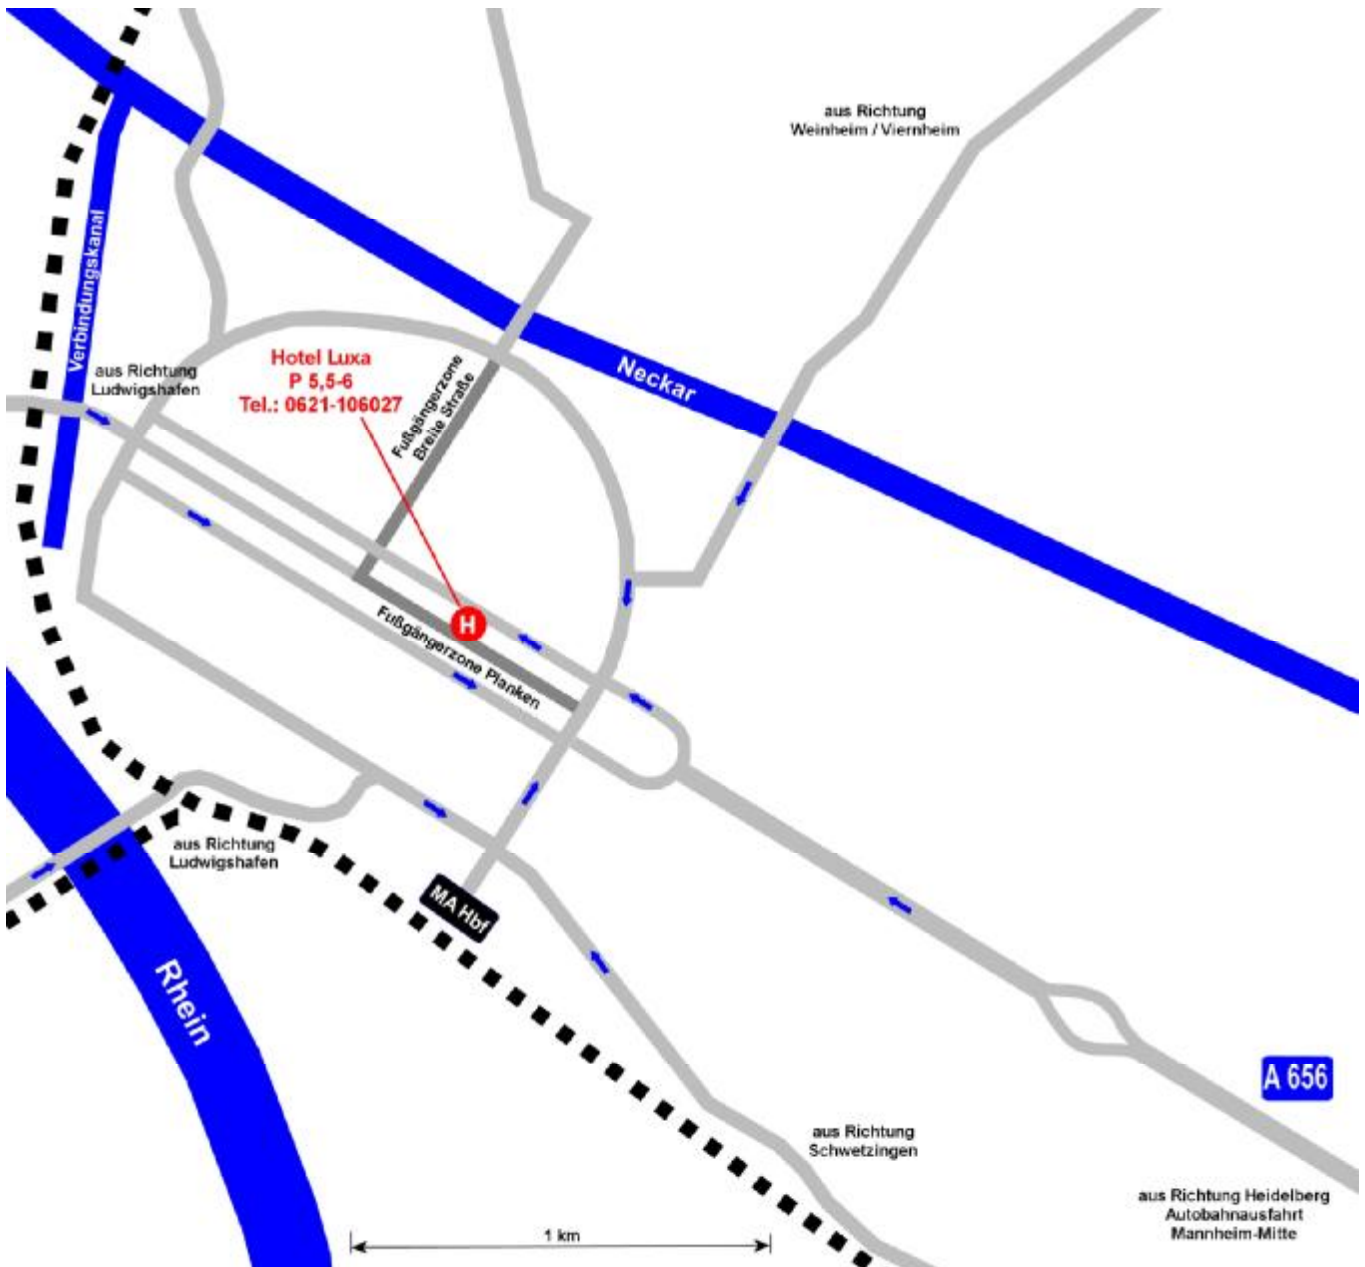 aus Richtung
Weinheim / Viernheim
Verbindungskanal
aus Richtung
Ludwigshafen
Hotel Luxa
P 5,5-6
Tel.: 0621-106027
Fußgängerzone
Breite Straße
Neckar
H
Fußgängerzone Planken
aus Richtung
Ludwigshafen
MA Hbf
Rhein
A 656
aus Richtung
Schwetzingen
aus Richtung Heidelberg
Autobahnausfahrt
Mannheim-Mitte
1 km